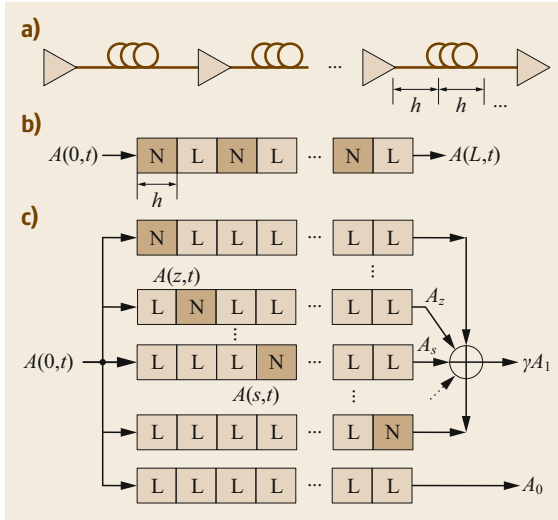 a)
...
h h ...
b)
A(0,t) N L N L ... N L A(L,t)
h
c)
N L L L ... L L
A(z,t) ...
L N L L ... L L A_z
...
A(0,t) L L L N ... L L A_s γA_1
A(s,t) ... ...
L L L L ... L N
L L L L ... L L A_0